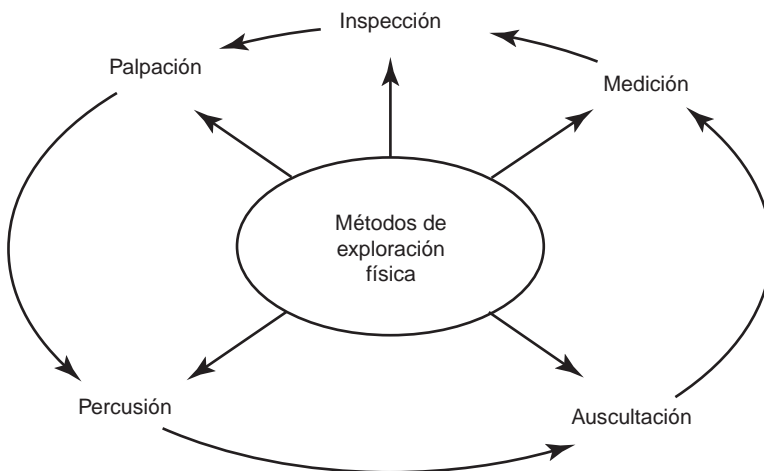 Inspección
Palpación
Medición
Métodos de
exploración
física
Percusión
Auscultación